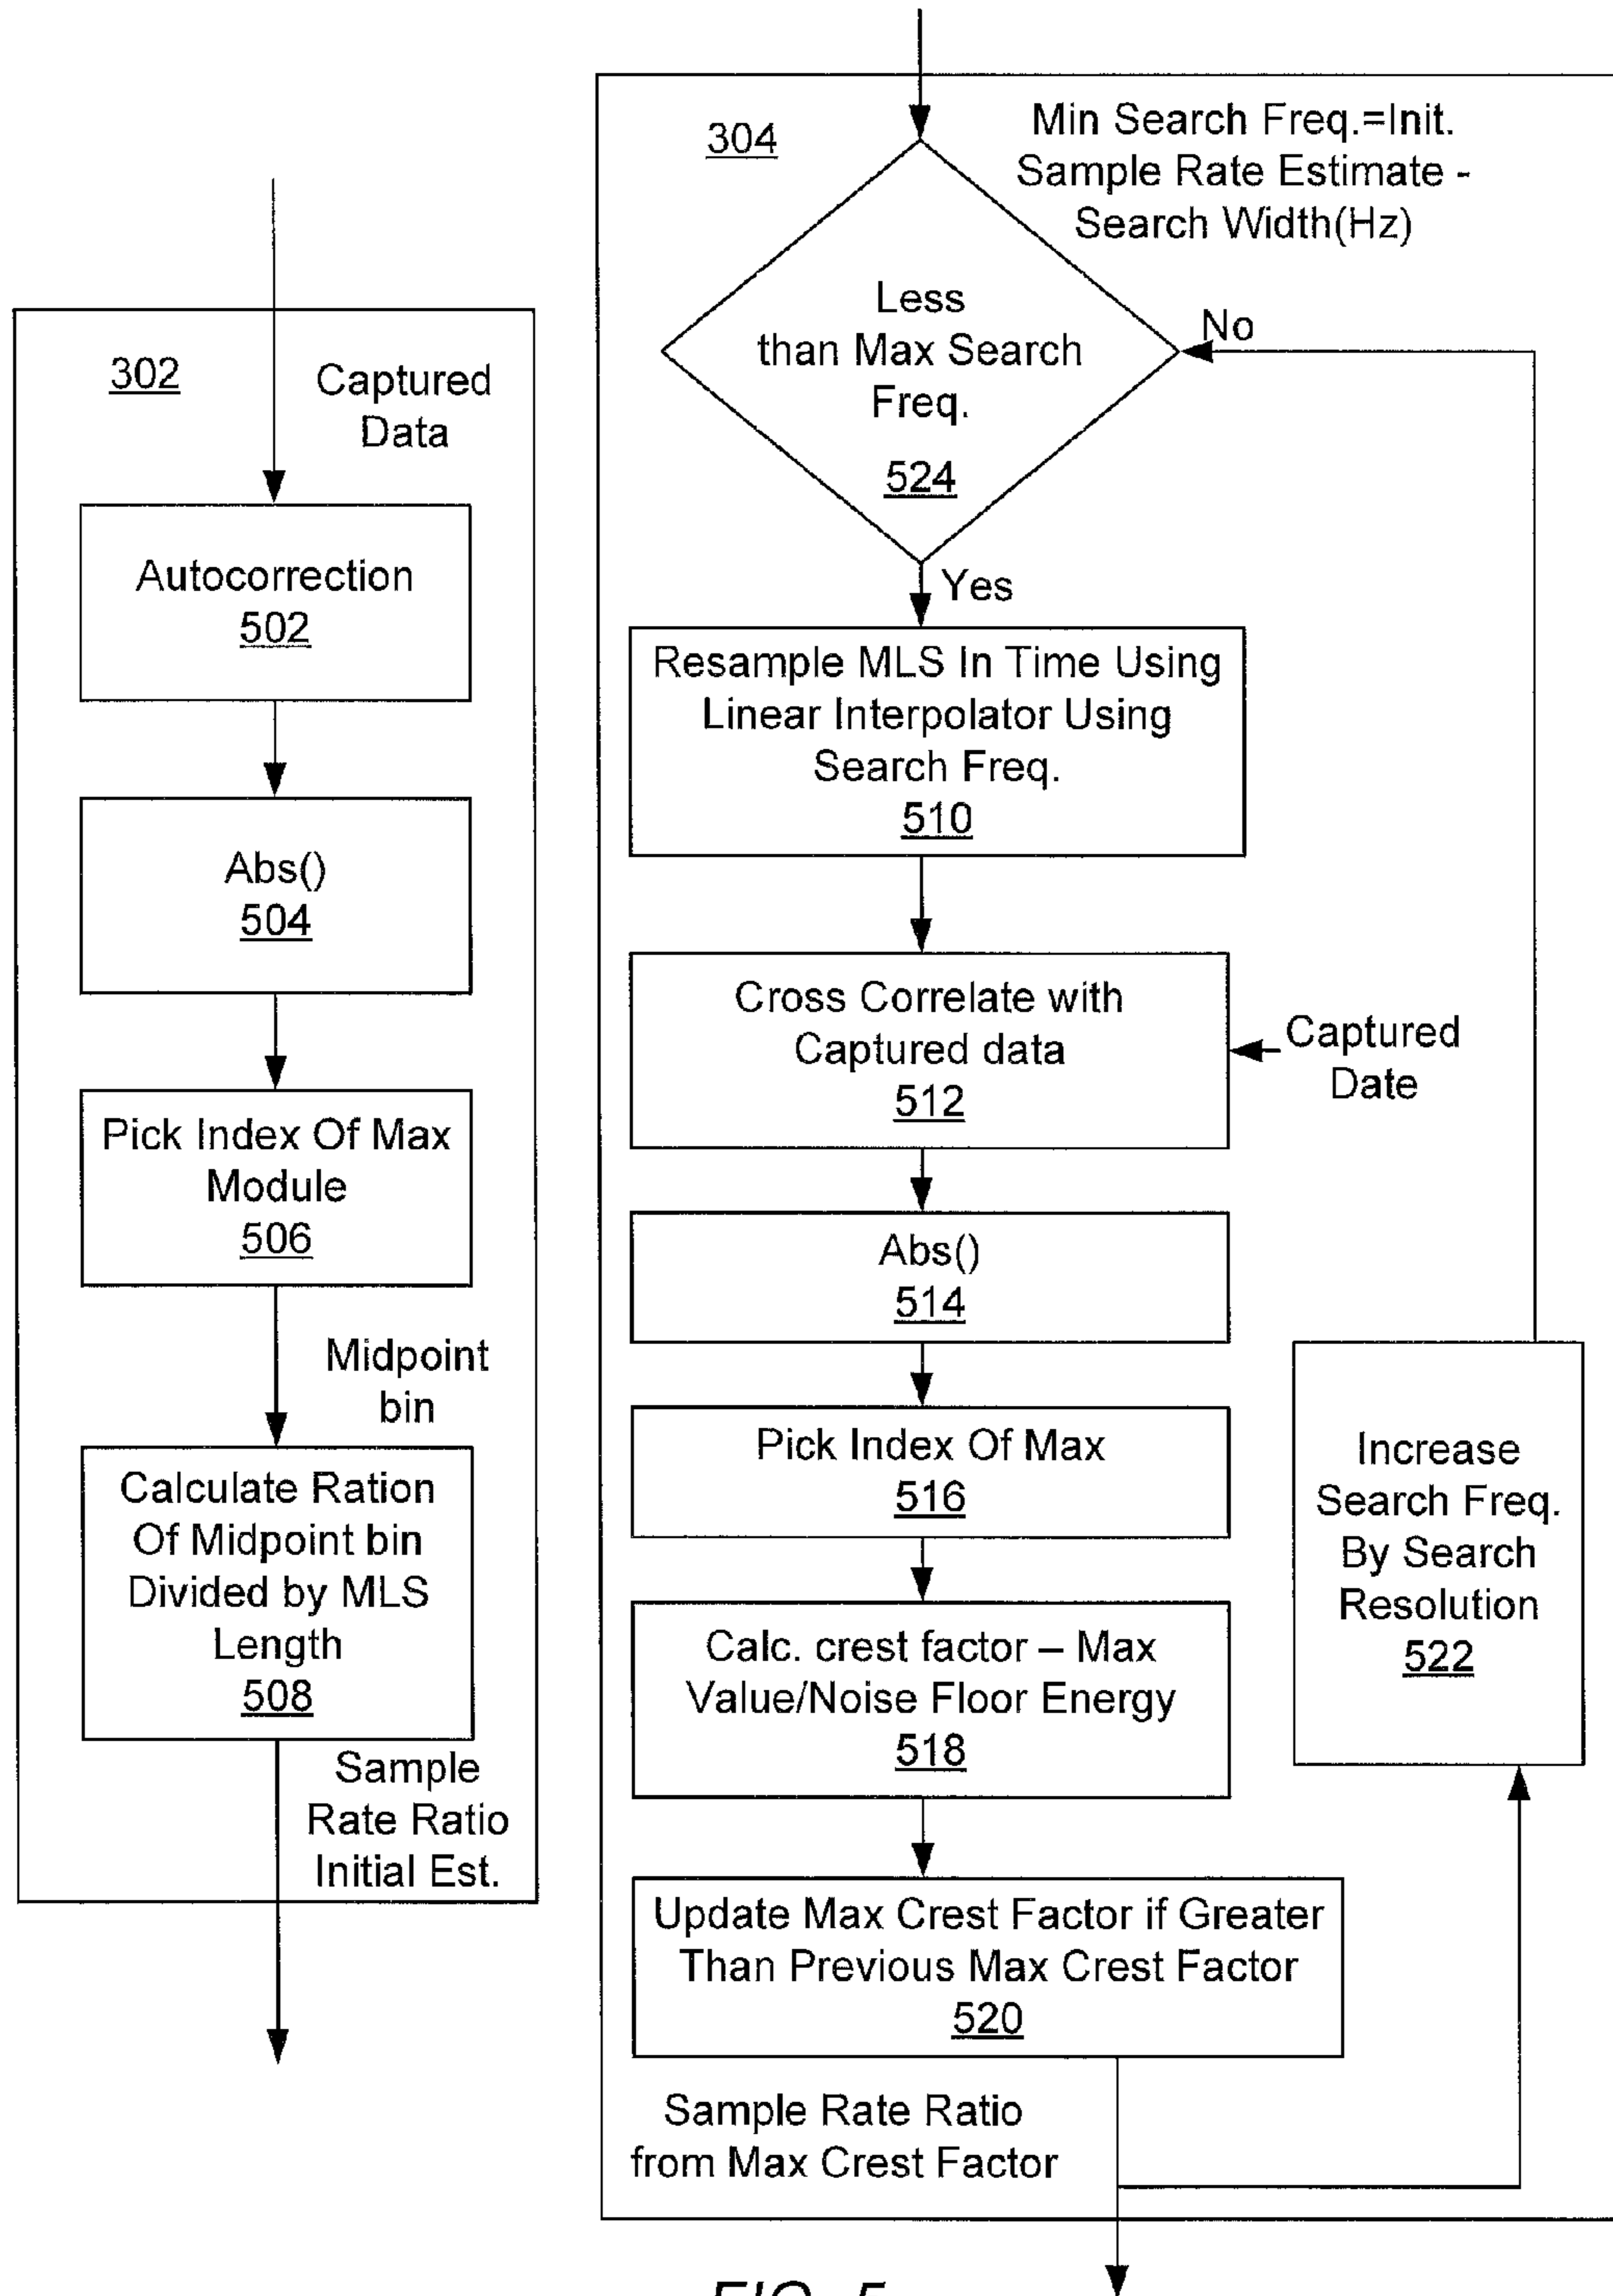 302
Captured
Data
Autocorrection
502
Abs()
504
Pick Index Of Max
Module
506
Midpoint
bin
Calculate Ration
Of Midpoint bin
Divided by MLS
Length
508
Sample
Rate Ratio
Initial Est.
304
Min Search Freq.=Init.
Sample Rate Estimate -
Search Width(Hz)
Less
than Max Search
Freq.
524
No
Yes
Resample MLS In Time Using
Linear Interpolator Using
Search Freq.
510
Cross Correlate with
Captured data
512
Captured
Date
Abs()
514
Pick Index Of Max
516
Calc. crest factor – Max
Value/Noise Floor Energy
518
Increase
Search Freq.
By Search
Resolution
522
Update Max Crest Factor if Greater
Than Previous Max Crest Factor
520
Sample Rate Ratio
from Max Crest Factor
FIG. 5